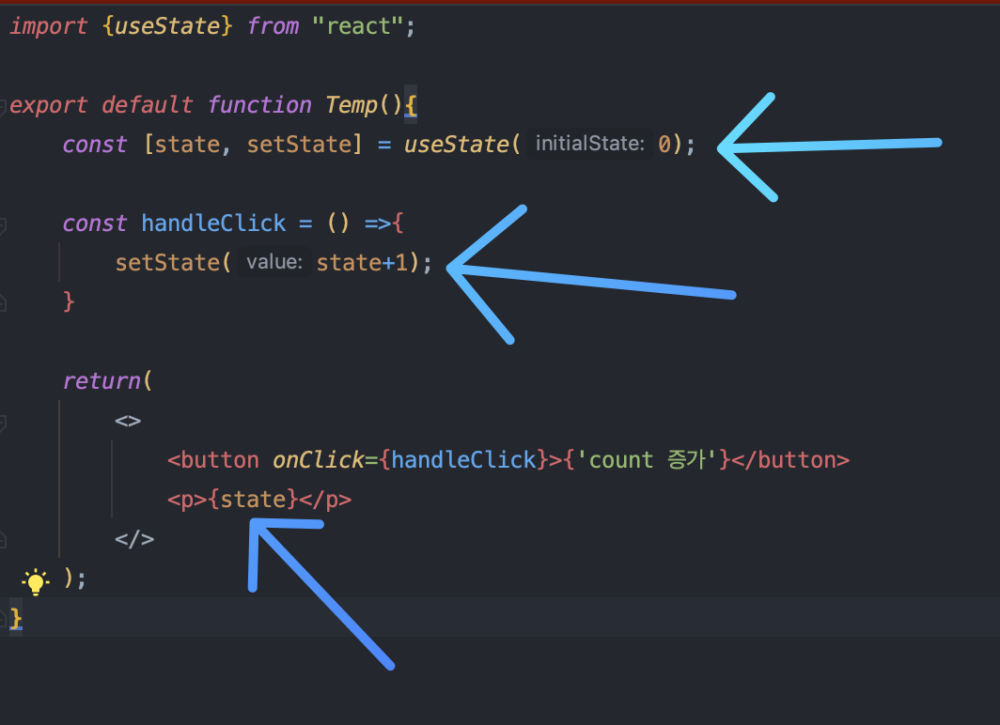 import {useState} from "react";
export default function Temp(){
const [state, setState] = useState( initialState: 0);
const handleClick = () =>{
setState( value: state+1);
}
return(
<>
<button onClick={handleClick}>{'count 증가'}</button>
<p>{state}</p>
</>
);
}